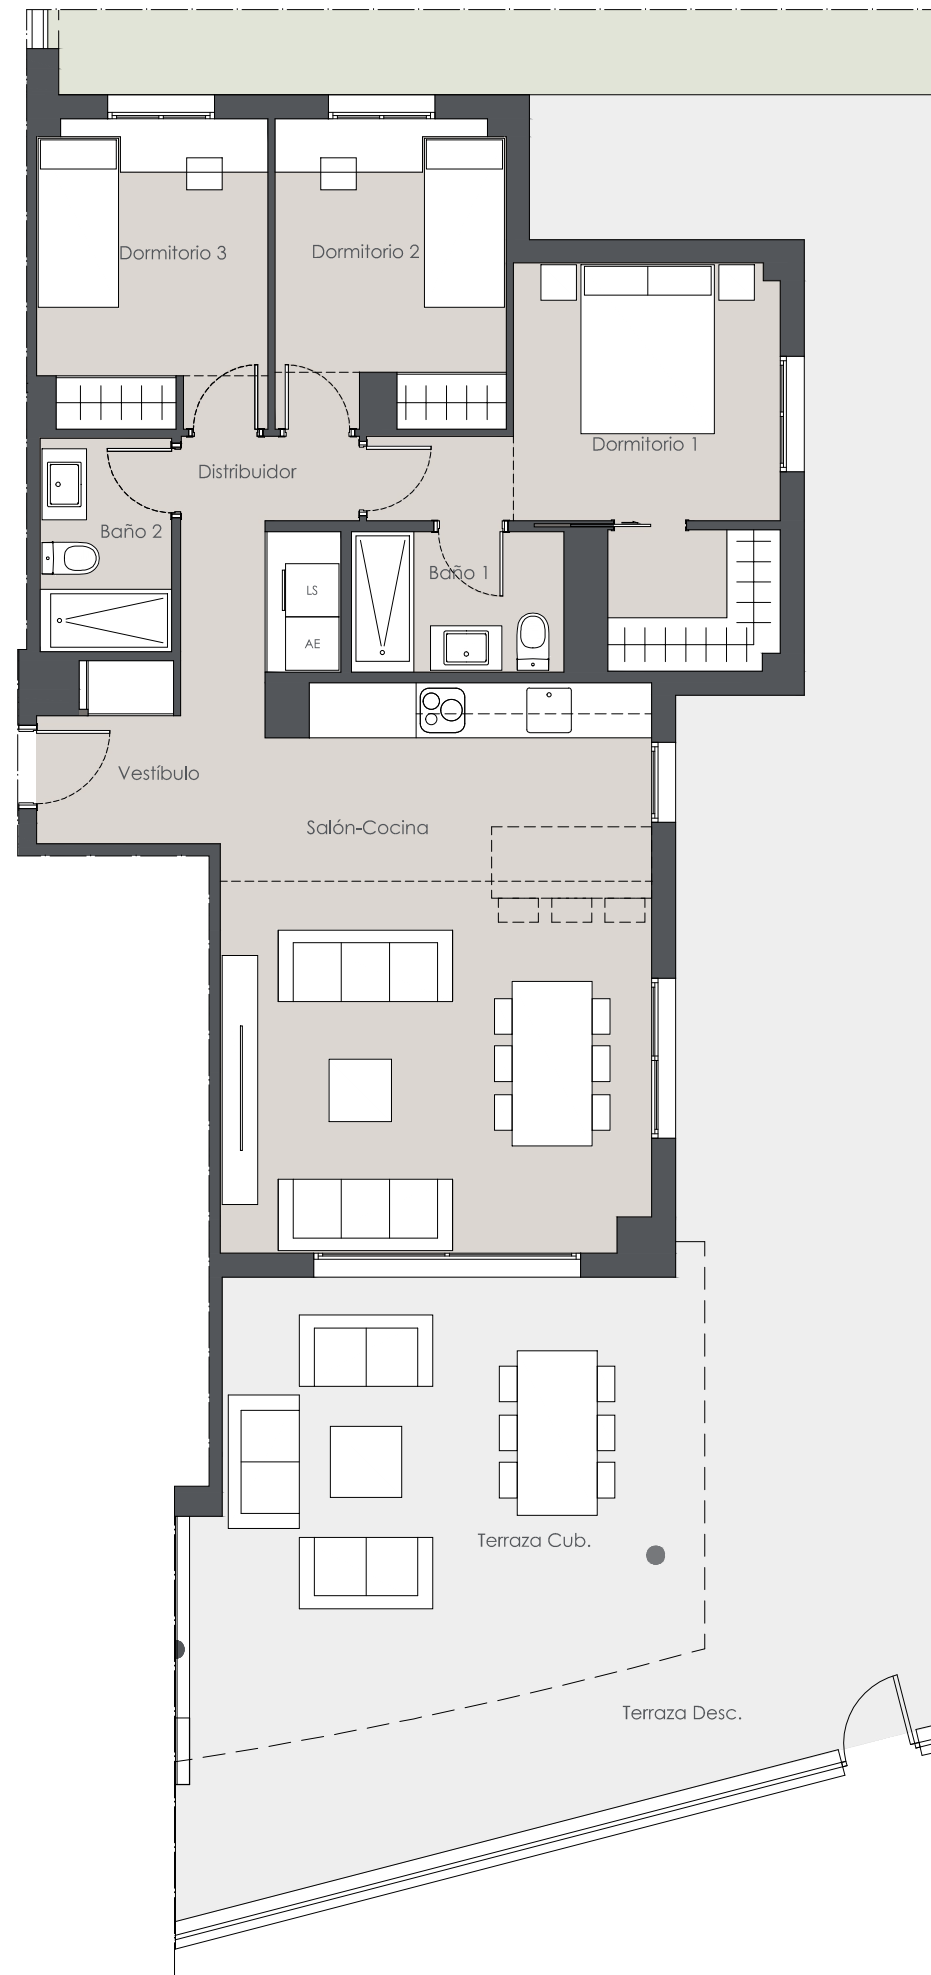 Dormitorio 3
Dormitorio 2
Dormitorio 1
Distribuidor
Baño 2
Baño 1
LS
AE
Vestíbulo
Salón-Cocina
Terraza Cub.
Terraza Desc.